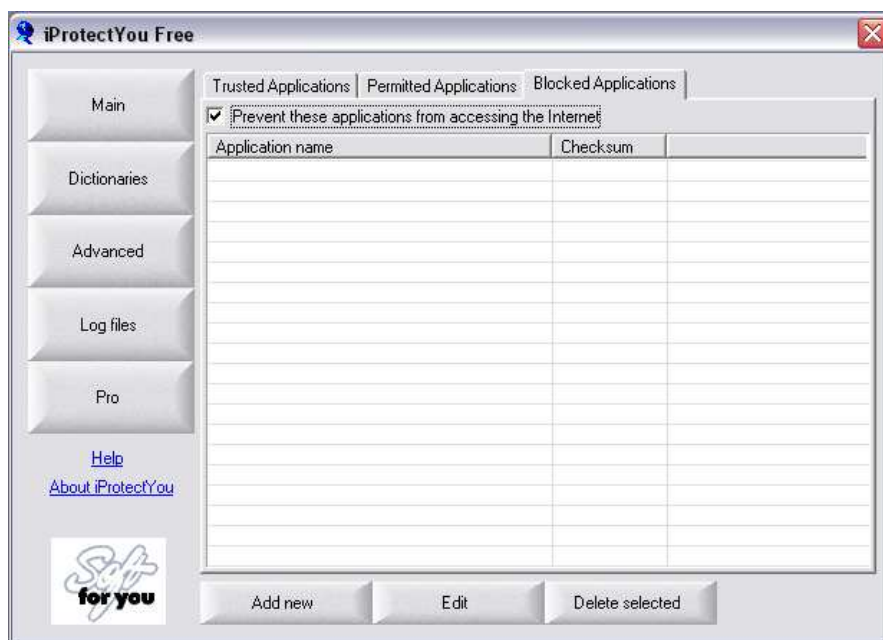 iProtectYou Free
Main
Dictionaries
Advanced
Log files
Pro
Help
About iProtectYou
Soft
for you
Trusted Applications
Permitted Applications
Blocked Applications
Prevent these applications from accessing the Internet
Application name
Checksum
Add new
Edit
Delete selected